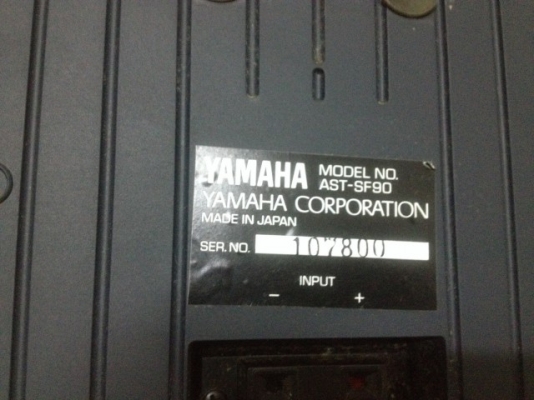 YAMAHA MODEL NO.
AST-SF90
YAMAHA CORPORATION
MADE IN JAPAN
SER. NO. 107800
INPUT
− +